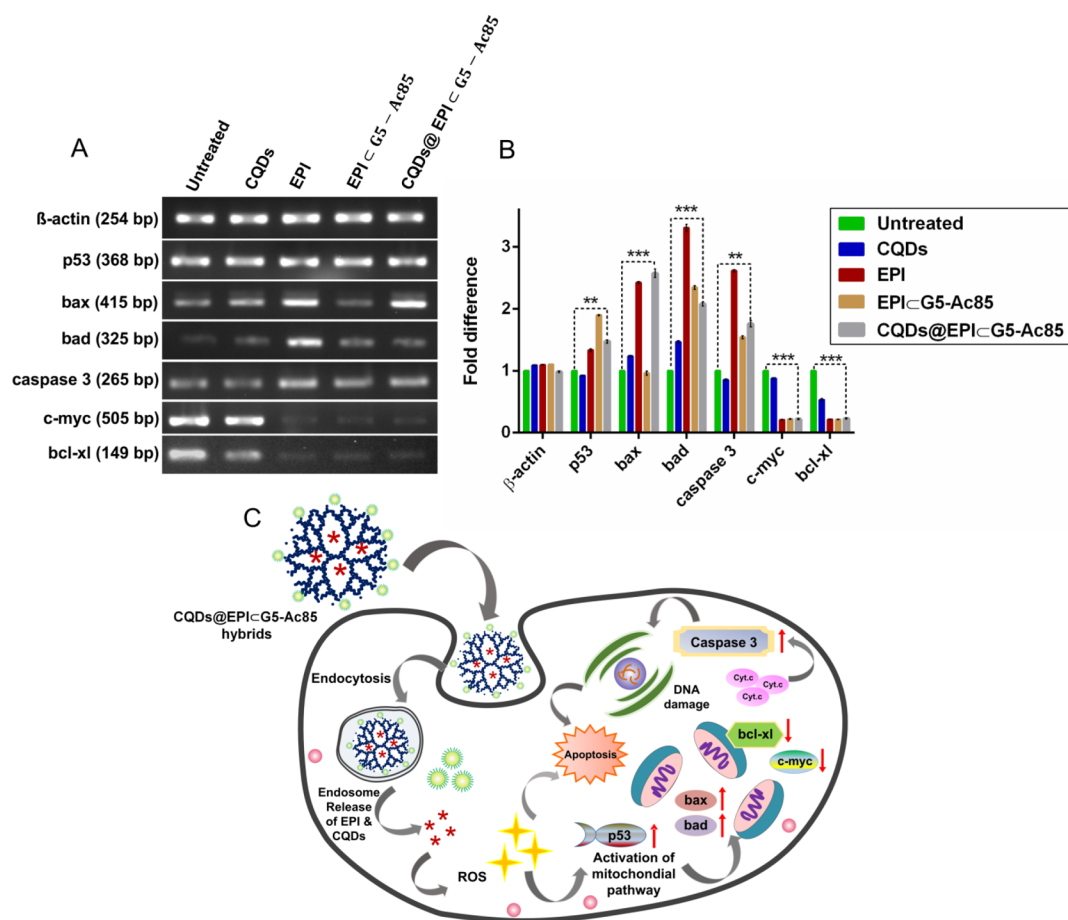 A
Untreated
CQDs
EPI
EPI ⊂ G5 − Ac85
CQDs@ EPI ⊂ G5 − Ac85
ß-actin (254 bp)
p53 (368 bp)
bax (415 bp)
bad (325 bp)
caspase 3 (265 bp)
c-myc (505 bp)
bcl-xl (149 bp)
B
Fold difference
3
2
1
0
**
***
***
**
***
***
β-actin
p53
bax
bad
caspase 3
c-myc
bcl-xl
Untreated
CQDs
EPI
EPI⊂G5-Ac85
CQDs@EPI⊂G5-Ac85
C
CQDs@EPI⊂G5-Ac85
hybrids
Endocytosis
Endosome
Release
of EPI &
CQDs
ROS
Apoptosis
DNA
damage
Caspase 3
Cyt.c
Cyt.c
Cyt.c
bcl-xl
c-myc
bax
bad
p53
Activation of
mitochondrial
pathway